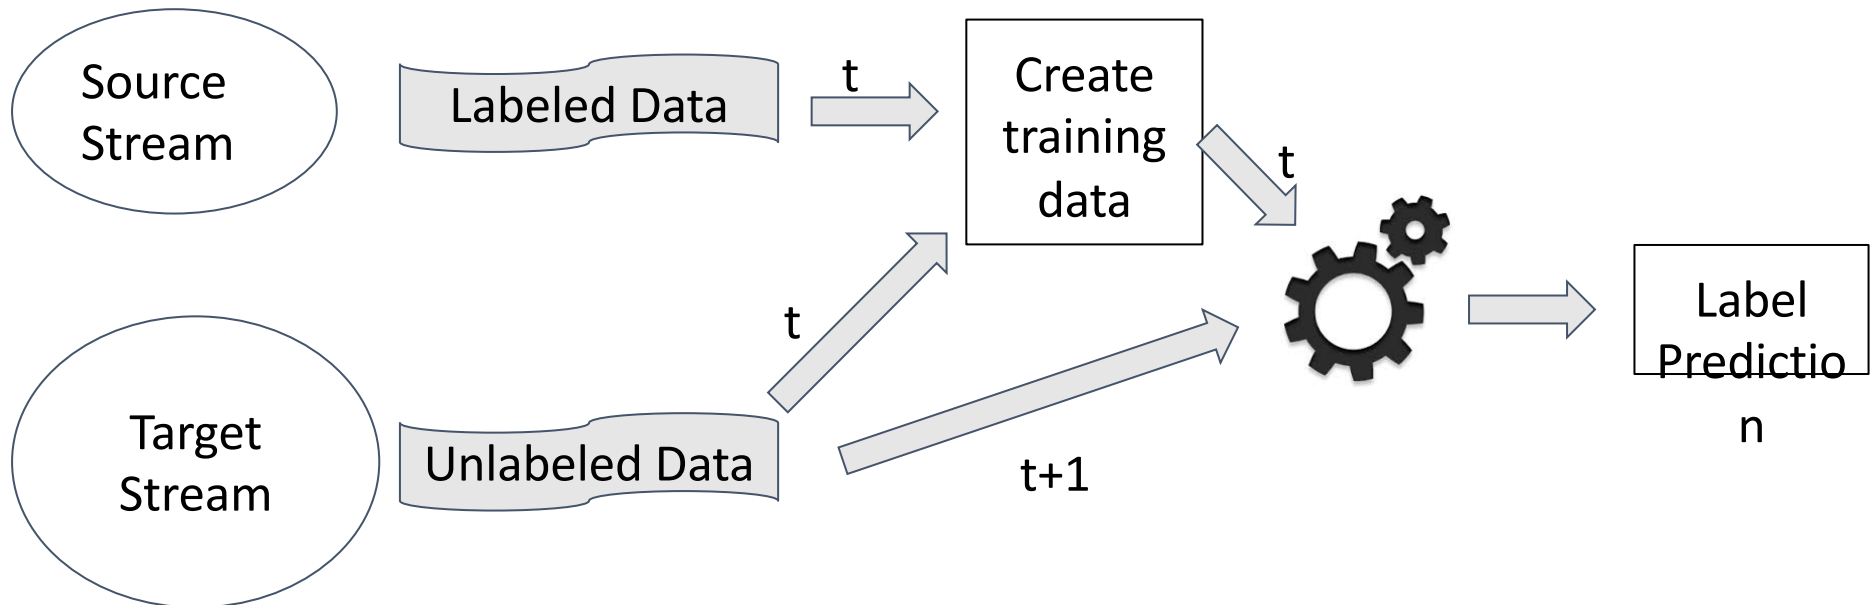 Source
Stream
Labeled Data
t
Create
training
data
t
t
Label
Predictio
n
Target
Stream
Unlabeled Data
t+1